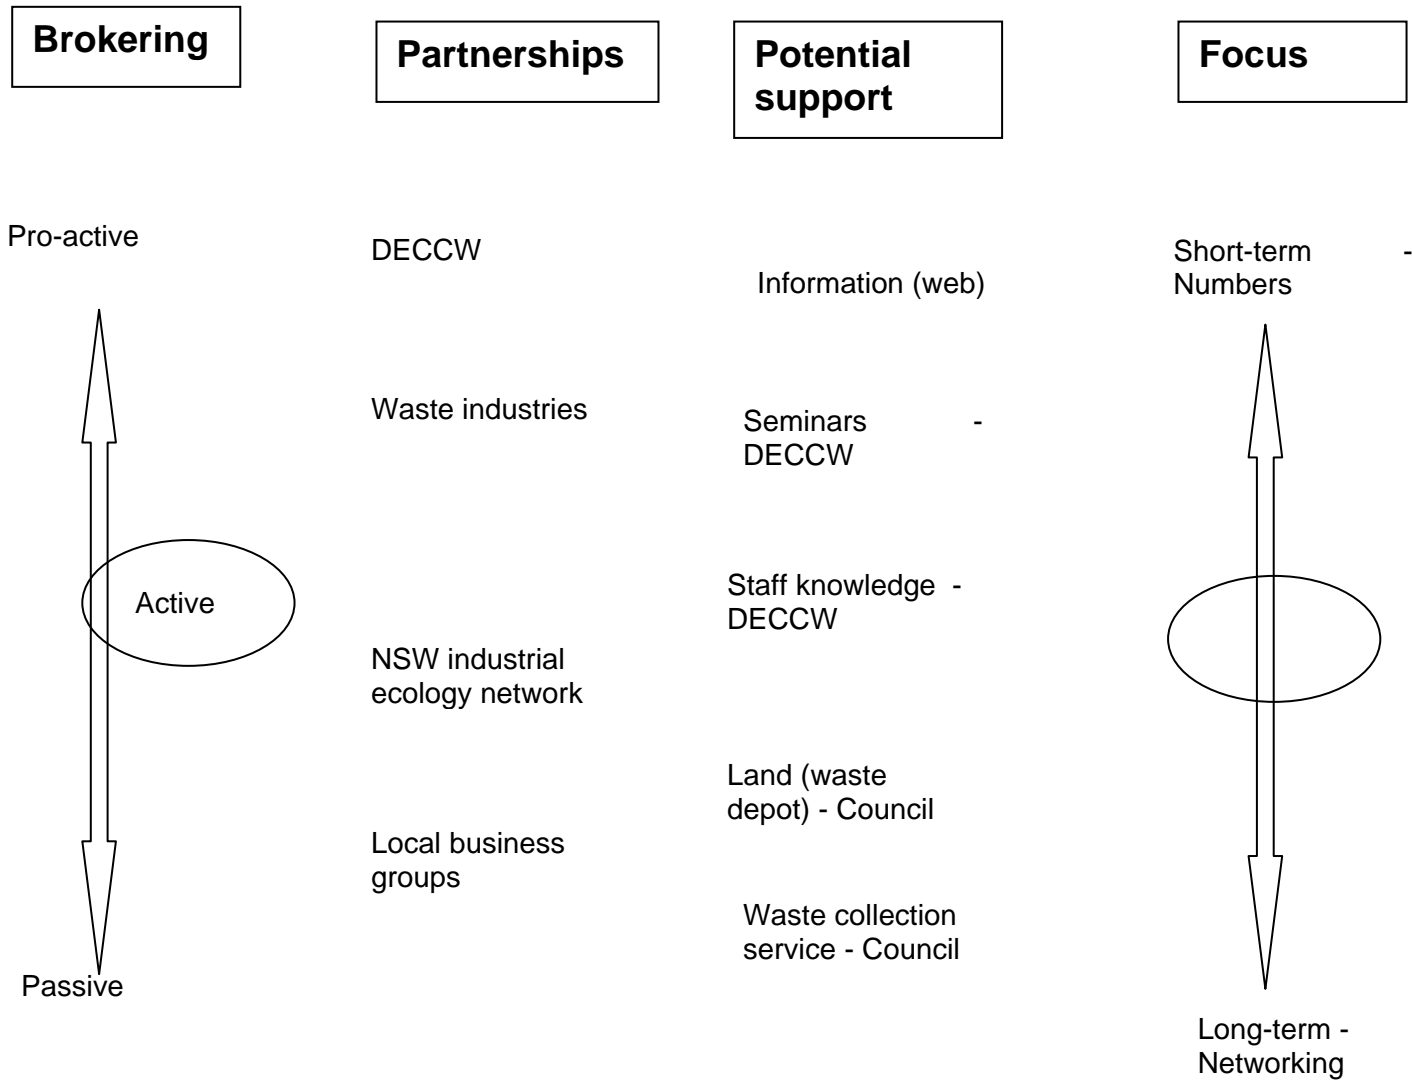 Brokering
Partnerships
Potential
support
Focus
Pro-active
Active
Passive
DECCW
Waste industries
NSW industrial
ecology network
Local business
groups
Information (web)
Seminars -
DECCW
Staff knowledge -
DECCW
Land (waste
depot) - Council
Waste collection
service - Council
Short-term -
Numbers
Long-term -
Networking